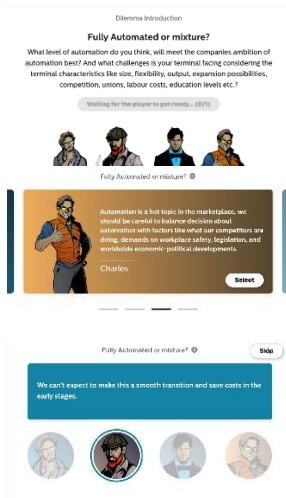 Dilemma Introduction
Fully Automated or mixture?
What level of automation do you think, will meet the companies ambition of
automation best? And what challenges is your terminal facing considering the
terminal characteristics like size, flexibility, output, expansion possibilities,
competition, unions, labour costs, education levels etc.?
Waiting for the player to get ready... (0/1)
Fully Automated or mixture?
Automation is a hot topic in the marketplace, we
should be careful to balance decision about
automation with factors like what our competitors are
doing, demands on workplace safety, legislation, and
worldwide economic-political developments.
Charles
Select
Fully Automated or mixture?
Skip
We can't expect to make this a smooth transition and save costs in the
early stages.